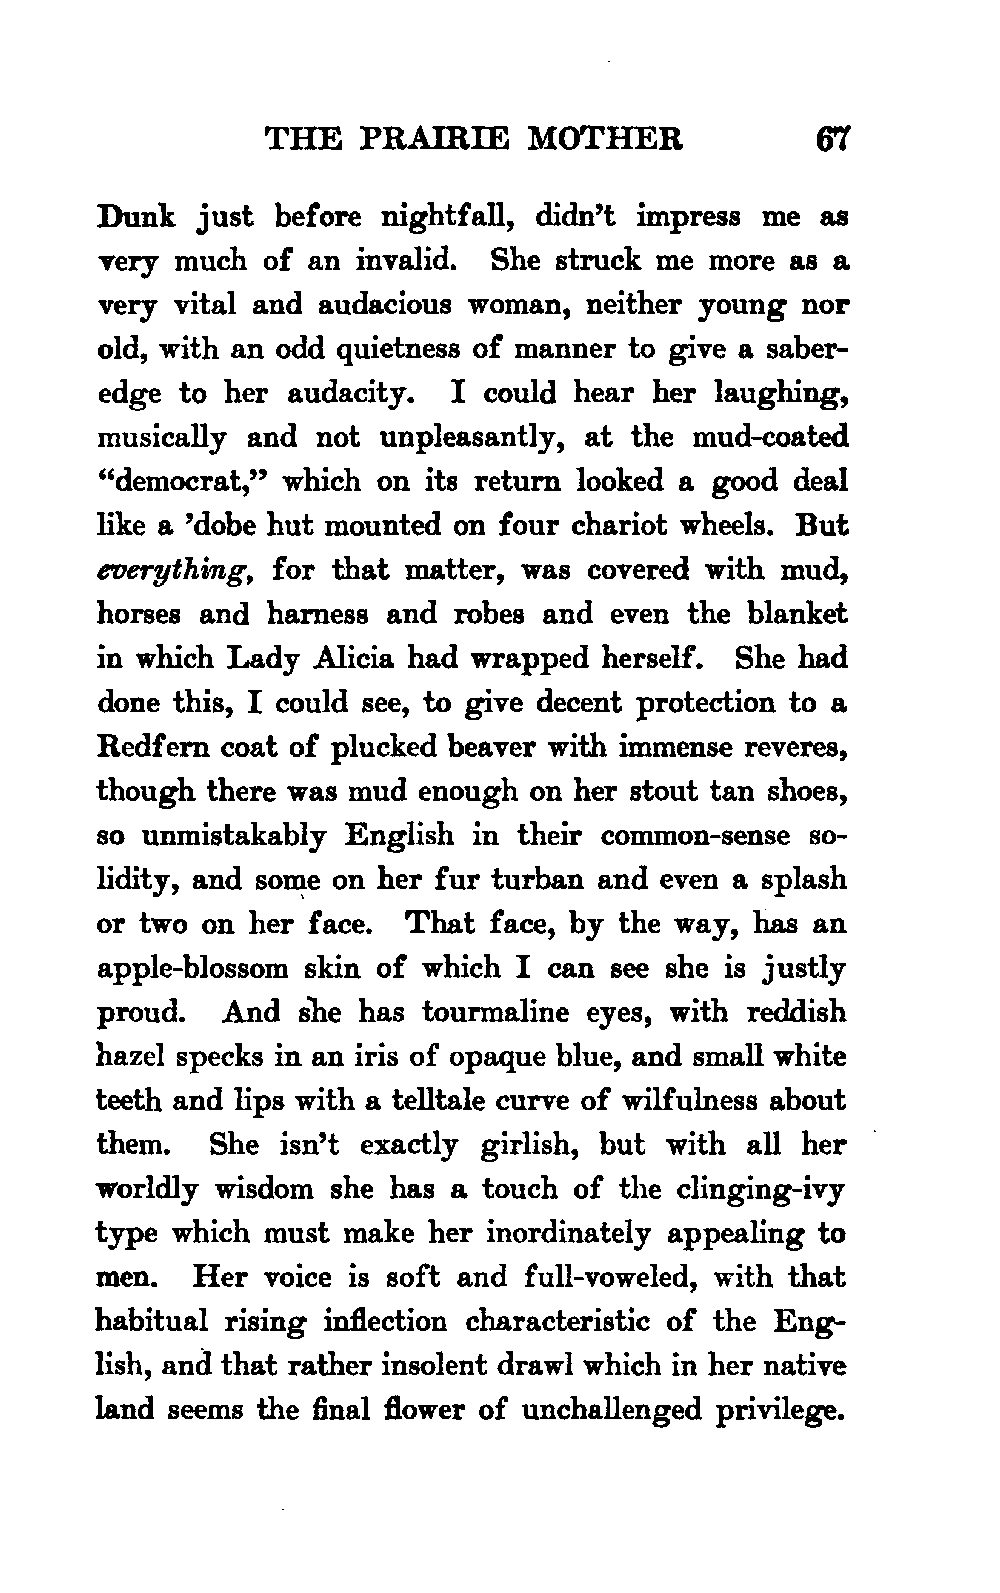 THE PRAIRIE MOTHER 67
Dunk just before nightfall, didn't impress me as
very much of an invalid. She struck me more as a
very vital and audacious woman, neither young nor
old, with an odd quietness of manner to give a saber-
edge to her audacity. I could hear her laughing,
musically and not unpleasantly, at the mud-coated
"democrat," which on its return looked a good deal
like a 'dobe hut mounted on four chariot wheels. But
everything, for that matter, was covered with mud,
horses and harness and robes and even the blanket
in which Lady Alicia had wrapped herself. She had
done this, I could see, to give decent protection to a
Redfern coat of plucked beaver with immense reveres,
though there was mud enough on her stout tan shoes,
so unmistakably English in their common-sense so-
lidity, and some on her fur turban and even a splash
or two on her face. That face, by the way, has an
apple-blossom skin of which I can see she is justly
proud. And she has tourmaline eyes, with reddish
hazel specks in an iris of opaque blue, and small white
teeth and lips with a telltale curve of wilfulness about
them. She isn't exactly girlish, but with all her
worldly wisdom she has a touch of the clinging-ivy
type which must make her inordinately appealing to
men. Her voice is soft and full-voweled, with that
habitual rising inflection characteristic of the Eng-
lish, and that rather insolent drawl which in her native
land seems the final flower of unchallenged privilege.